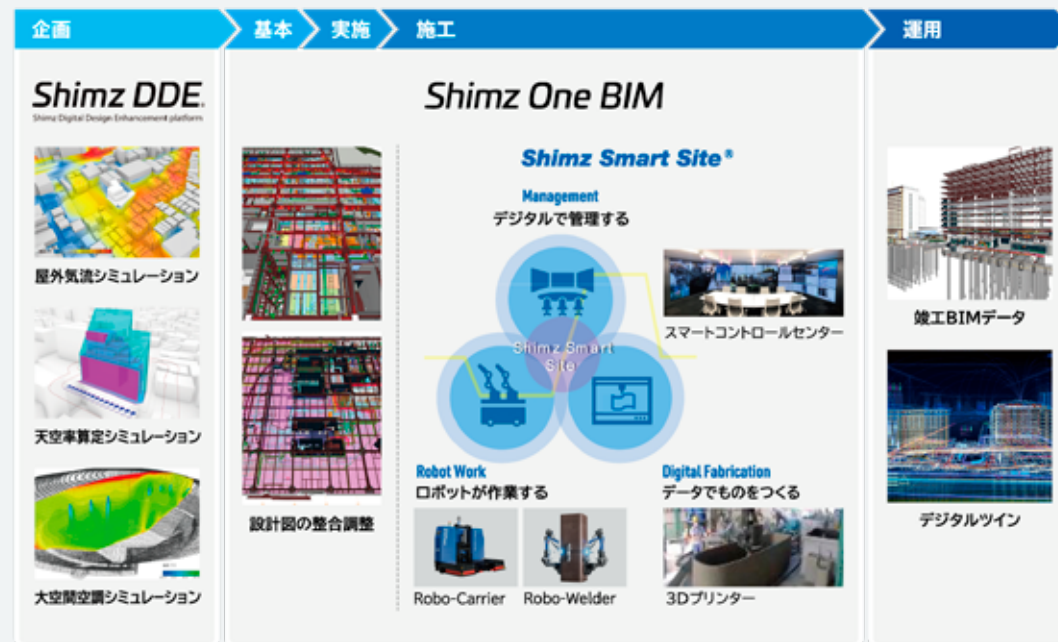 企画
基本
実施
施工
運用
Shimz DDE®
Shimz Digital Design Enhancement platform
屋外気流シミュレーション
天空率算定シミュレーション
大空間空調シミュレーション
Shimz One BIM
設計図の整合調整
Shimz Smart Site®
Management
デジタルで管理する
スマートコントロールセンター
Shimz Smart
Site
Robot Work
ロボットが作業する
Robo-Carrier
Robo-Welder
Digital Fabrication
データでものをつくる
3Dプリンター
竣工BIMデータ
デジタルツイン